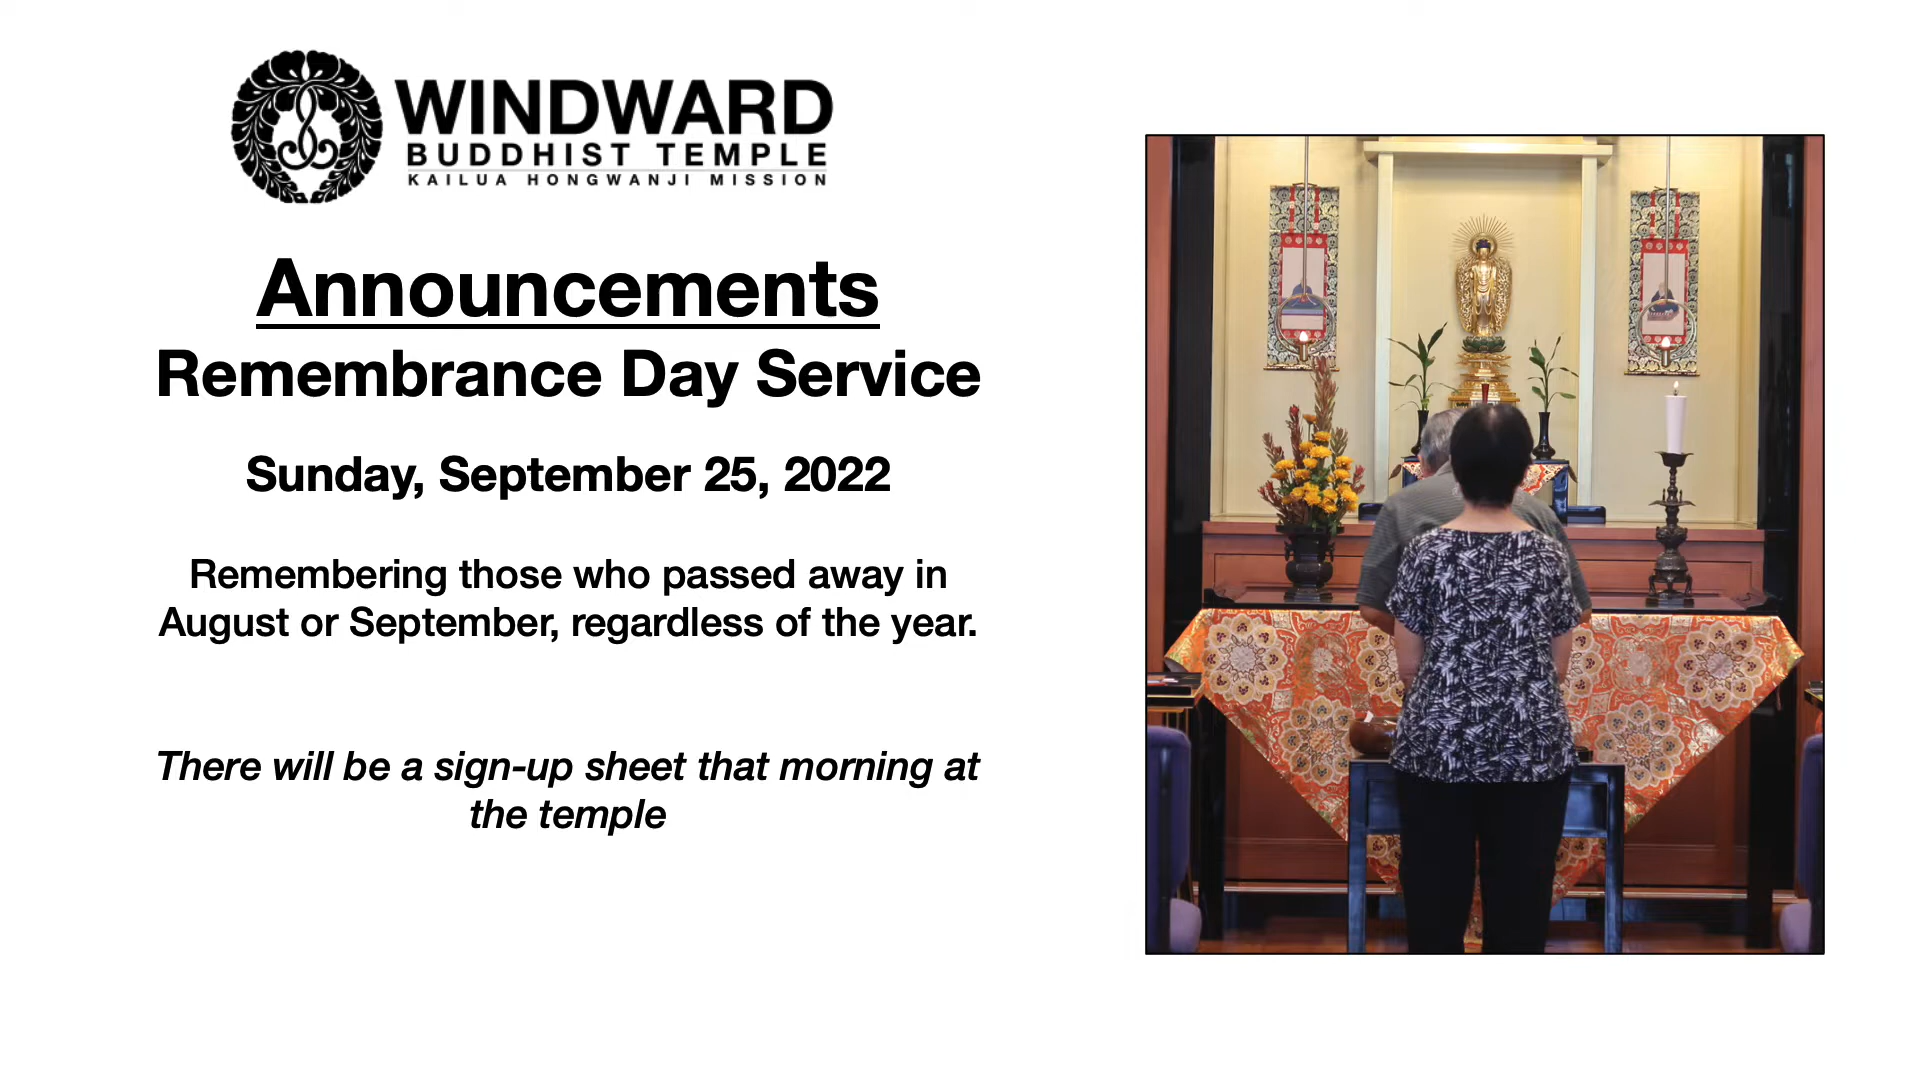 WINDWARD
BUDDHIST TEMPLE
KAILUA HONGWANJI MISSION
Announcements
Remembrance Day Service
Sunday, September 25, 2022
Remembering those who passed away in
August or September, regardless of the year.
There will be a sign-up sheet that morning at
the temple